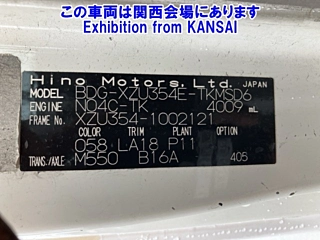 この車両は関西会場にあります
Exhibition from KANSAI
Hino Motors, Ltd. JAPAN
MODEL BDG-XZU354E-TKMSD6
ENGINE N04C-TK 4009 mL
FRAME No. XZU354-1002121
COLOR TRIM PLANT
058 LA18 P11
TRANS./AXLE M550 B16A 405